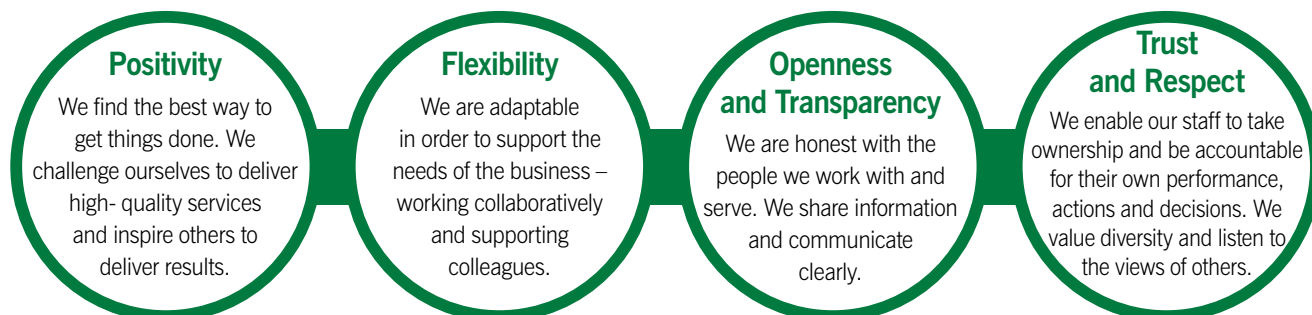 Positivity
We find the best way to
get things done. We
challenge ourselves to deliver
high- quality services
and inspire others to
deliver results.
Flexibility
We are adaptable
in order to support the
needs of the business –
working collaboratively
and supporting
colleagues.
Openness
and Transparency
We are honest with the
people we work with and
serve. We share information
and communicate
clearly.
Trust
and Respect
We enable our staff to take
ownership and be accountable
for their own performance,
actions and decisions. We
value diversity and listen to
the views of others.